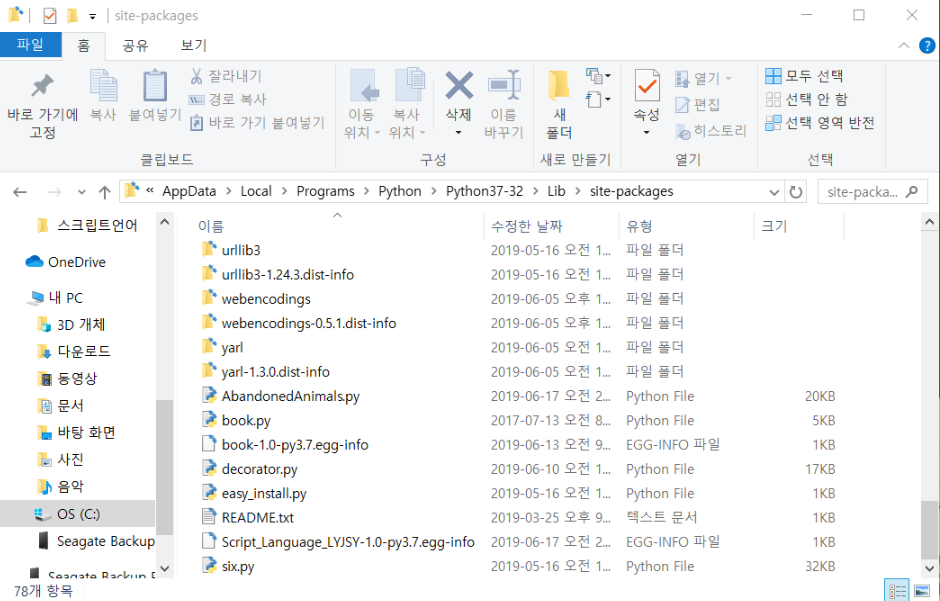 site-packages
파일 홈 공유 보기
바로 가기에 고정
복사
붙여넣기
잘라내기
경로 복사
바로 가기 붙여넣기
클립보드
이동 위치
복사 위치
삭제
이름 바꾸기
구성
새 폴더
새로 만들기
속성
열기
편집
히스토리
열기
모두 선택
선택 안 함
선택 영역 반전
선택
« AppData > Local > Programs > Python > Python37-32 > Lib > site-packages
site-packa...
스크립트언어
OneDrive
내 PC
3D 개체
다운로드
동영상
문서
바탕 화면
사진
음악
OS (C:)
Seagate Backup
Seagate Backup P
이름 수정한 날짜 유형 크기
urllib3 2019-05-16 오전 1... 파일 폴더
urllib3-1.24.3.dist-info 2019-05-16 오전 1... 파일 폴더
webencodings 2019-06-05 오후 1... 파일 폴더
webencodings-0.5.1.dist-info 2019-06-05 오후 1... 파일 폴더
yarl 2019-06-05 오전 1... 파일 폴더
yarl-1.3.0.dist-info 2019-06-05 오전 1... 파일 폴더
AbandonedAnimals.py 2019-06-17 오전 2... Python File 20KB
book.py 2017-07-13 오전 8... Python File 5KB
book-1.0-py3.7.egg-info 2019-06-13 오전 9... EGG-INFO 파일 1KB
decorator.py 2019-06-10 오전 1... Python File 17KB
easy_install.py 2019-05-16 오전 1... Python File 1KB
README.txt 2019-03-25 오후 9... 텍스트 문서 1KB
Script_Language_LYJSY-1.0-py3.7.egg-info 2019-06-17 오전 2... EGG-INFO 파일 1KB
six.py 2019-05-16 오전 1... Python File 32KB
78개 항목